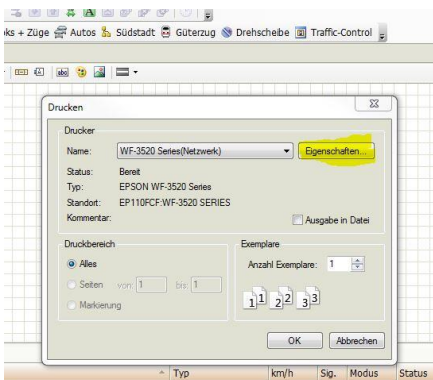 ks + Züge Autos Südstadt Güterzug Drehscheibe Traffic-Control
Drucken
Drucker
Name: WF-3520 Series(Netzwerk) Eigenschaften...
Status: Bereit
Typ: EPSON WF-3520 Series
Standort: EP110FCF:WF-3520 SERIES
Kommentar: Ausgabe in Datei
Druckbereich Exemplare
Alles Anzahl Exemplare: 1
Seiten von: 1 bis: 1
Markierung 1 1 2 2 3 3
OK Abbrechen
Typ km/h Sig. Modus Status